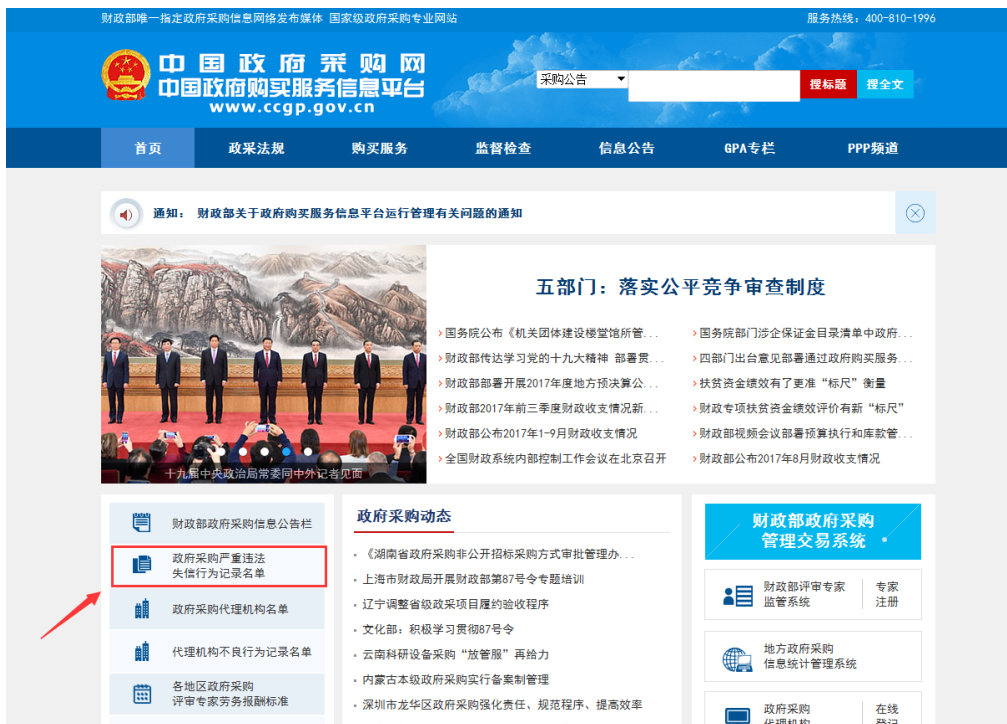 财政部唯一指定政府采购信息网络发布媒体 国家级政府采购专业网站
服务热线：400-810-1996
中国政府采购网
中国政府购买服务信息平台
www.ccgp.gov.cn
采购公告
搜标题
搜全文
首页
政采法规
购买服务
监督检查
信息公告
GPA专栏
PPP频道
通知： 财政部关于政府购买服务信息平台运行管理有关问题的通知
十九届中央政治局常委同中外记者见面
五部门：落实公平竞争审查制度
国务院公布《机关团体建设楼堂馆所管...
财政部传达学习党的十九大精神 部署贯...
财政部部署开展2017年度地方预决算公...
财政部2017年前三季度财政收支情况新...
财政部公布2017年1-9月财政收支情况
全国财政系统内部控制工作会议在北京召开
国务院部门涉企保证金目录清单中政府...
四部门出台意见部署通过政府购买服务...
扶贫资金绩效有了更准“标尺”衡量
财政专项扶贫资金绩效评价有新“标尺”
财政部视频会议部署预算执行和库款管...
财政部公布2017年8月财政收支情况
财政部政府采购信息公告栏
政府采购严重违法
失信行为记录名单
政府采购代理机构名单
代理机构不良行为记录名单
各地区政府采购
评审专家劳务报酬标准
政府采购动态
《湖南省政府采购非公开招标采购方式审批管理办...
上海市财政局开展财政部第87号令专题培训
辽宁调整省级政采项目履约验收程序
文化部：积极学习贯彻87号令
云南科研设备采购“放管服”再给力
内蒙古本级政府采购实行备案制管理
深圳市龙华区政府采购强化责任、规范程序、提高效率
财政部政府采购
管理交易系统
财政部评审专家
监管系统
专家
注册
地方政府采购
信息统计管理系统
政府采购
代理机构
在线
登记